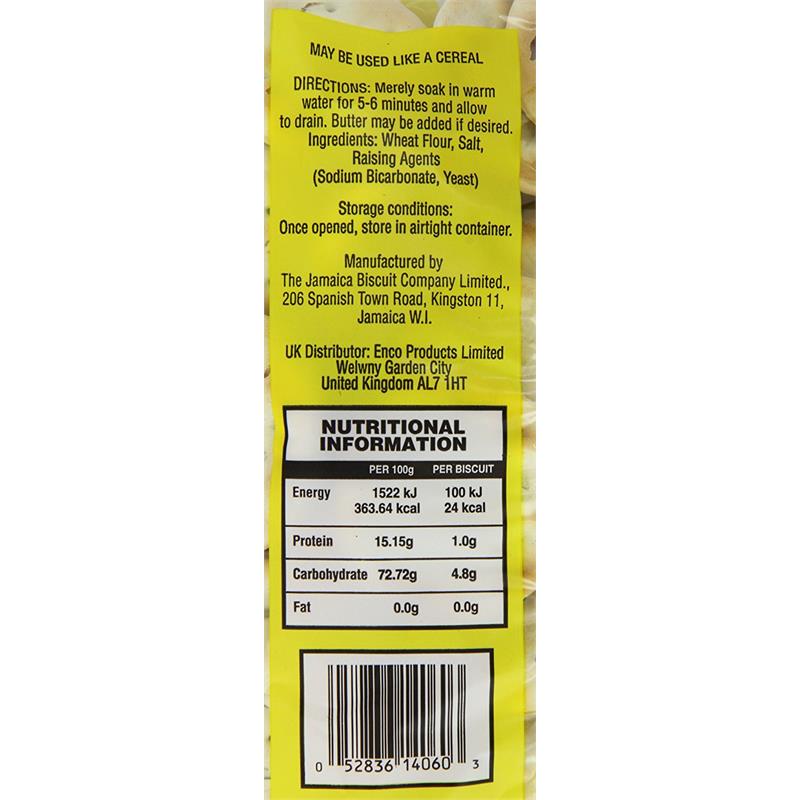 MAY BE USED LIKE A CEREAL
DIRECTIONS: Merely soak in warm
water for 5-6 minutes and allow
to drain. Butter may be added if desired.
Ingredients: Wheat Flour, Salt,
Raising Agents
(Sodium Bicarbonate, Yeast)
Storage conditions:
Once opened, store in airtight container.
Manufactured by
The Jamaica Biscuit Company Limited.,
206 Spanish Town Road, Kingston 11,
Jamaica W.I.
UK Distributor: Enco Products Limited
Welwny Garden City
United Kingdom AL7 1HT
NUTRITIONAL
INFORMATION
PER 100g PER BISCUIT
Energy 1522 kJ 100 kJ
363.64 kcal 24 kcal
Protein 15.15g 1.0g
Carbohydrate 72.72g 4.8g
Fat 0.0g 0.0g
0 52836 14060 3